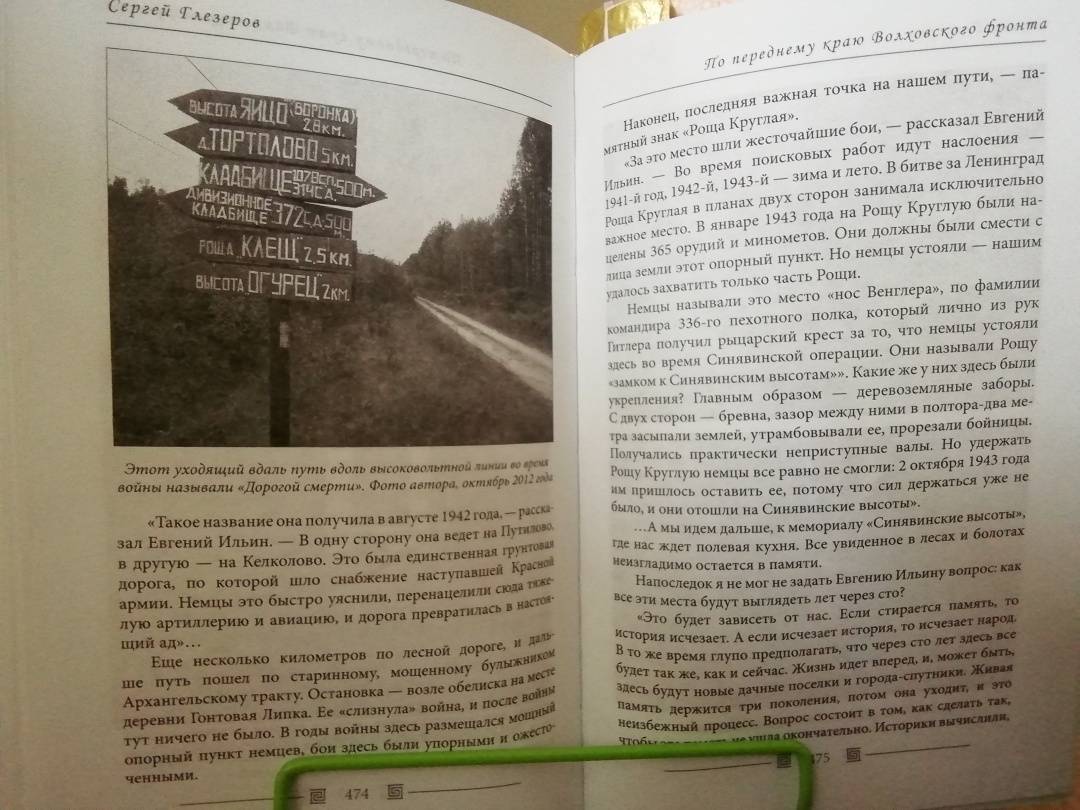 Сергей Глезеров
ВЫСОТА „ЯЙЦО" (ВОРОНКА)
2,8 КМ.
Д. ТОРТОЛОВО 5 КМ.
КЛАДБИЩЕ 1078СП. 500М.
314С.Д.
ДИВИЗИОННОЕ
КЛАДБИЩЕ 372С.Д. 500
М.
РОЩА „КЛЕЩ" 2,5 КМ.
ВЫСОТА „ОГУРЕЦ" 2 КМ.
Этот уходящий вдаль путь вдоль высоковольтной линии во время
войны называли «Дорогой смерти». Фото автора, октябрь 2012 года
«Такое название она получила в августе 1942 года, — расска-
зал Евгений Ильин. — В одну сторону она ведет на Путилово,
в другую — на Келколово. Это была единственная грунтовая
дорога, по которой шло снабжение наступавшей Красной
армии. Немцы это быстро уяснили, перенацелили сюда тяже-
лую артиллерию и авиацию, и дорога превратилась в настоя-
щий ад»…
Еще несколько километров по лесной дороге, и даль-
ше путь пошел по старинному, мощенному булыжником
Архангельскому тракту. Остановка — возле обелиска на месте
деревни Гонтовая Липка. Ее «слизнула» война, и после войны
тут ничего не было. В годы войны здесь размещался мощный
опорный пункт немцев, бои здесь были упорными и ожесто-
ченными.
474
По переднему краю Волховского фронта
Наконец, последняя важная точка на нашем пути, — па-
мятный знак «Роща Круглая».
«За это место шли жесточайшие бои, — рассказал Евгений
Ильин. — Во время поисковых работ идут наслоения —
1941-й год, 1942-й, 1943-й — зима и лето. В битве за Ленинград
Роща Круглая в планах двух сторон занимала исключительно
важное место. В январе 1943 года на Рощу Круглую были на-
целены 365 орудий и минометов. Они должны были смести с
лица земли этот опорный пункт. Но немцы устояли — нашим
удалось захватить только часть Рощи.
Немцы называли это место «нос Венглера», по фамилии
командира 336-го пехотного полка, который лично из рук
Гитлера получил рыцарский крест за то, что немцы устояли
здесь во время Синявинской операции. Они называли Рощу
«замком к Синявинским высотам»». Какие же у них здесь были
укрепления? Главным образом — деревоземляные заборы.
С двух сторон — бревна, зазор между ними в полтора-два ме-
тра засыпали землей, утрамбовывали ее, прорезали бойницы.
Получались практически неприступные валы. Но удержать
Рощу Круглую немцы все равно не смогли: 2 октября 1943 года
им пришлось оставить ее, потому что сил держаться уже не
было, и они отошли на Синявинские высоты».
…А мы идем дальше, к мемориалу «Синявинские высоты»,
где нас ждет полевая кухня. Все увиденное в лесах и болотах
неизгладимо остается в памяти.
Напоследок я не мог не задать Евгению Ильину вопрос: как
все эти места будут выглядеть лет через сто?
«Это будет зависеть от нас. Если стирается память, то
история исчезает. А если исчезает история, то исчезает народ.
В то же время глупо предполагать, что через сто лет здесь все
будет так же, как и сейчас. Жизнь идет вперед, и, может быть,
здесь будут новые дачные поселки и города-спутники. Живая
память держится три поколения, потом она уходит, и это
неизбежный процесс. Вопрос состоит в том, как сделать так,
чтобы эта память не ушла окончательно. Историки вычислили,
475